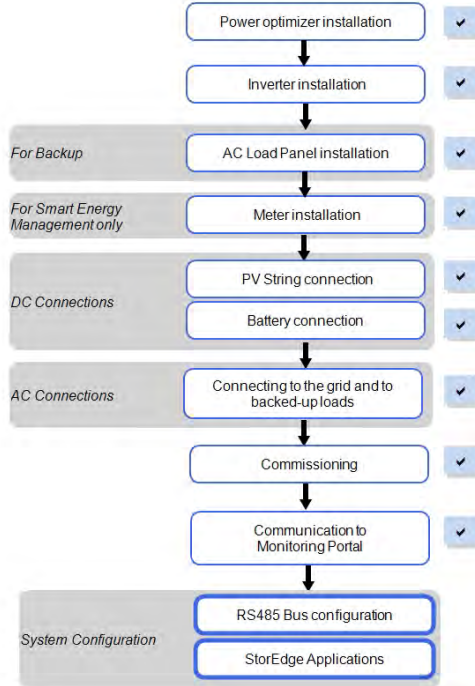 Power optimizer installation
Inverter installation
For Backup
AC Load Panel installation
For Smart Energy
Management only
Meter installation
DC Connections
PV String connection
Battery connection
AC Connections
Connecting to the grid and to
backed-up loads
Commissioning
Communication to
Monitoring Portal
System Configuration
RS485 Bus configuration
StorEdge Applications